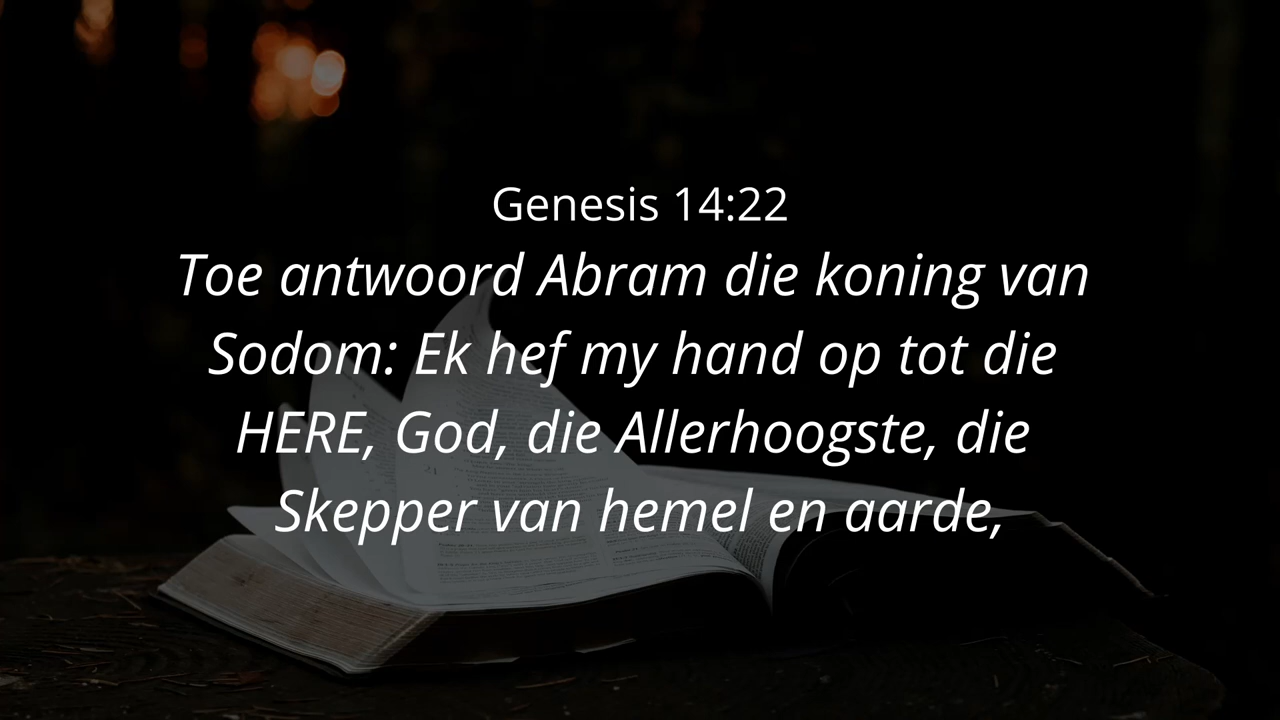 Genesis 14:22
Toe antwoord Abram die koning van
Sodom: Ek hef my hand op tot die
HERE, God, die Allerhoogste, die
Skepper van hemel en aarde,